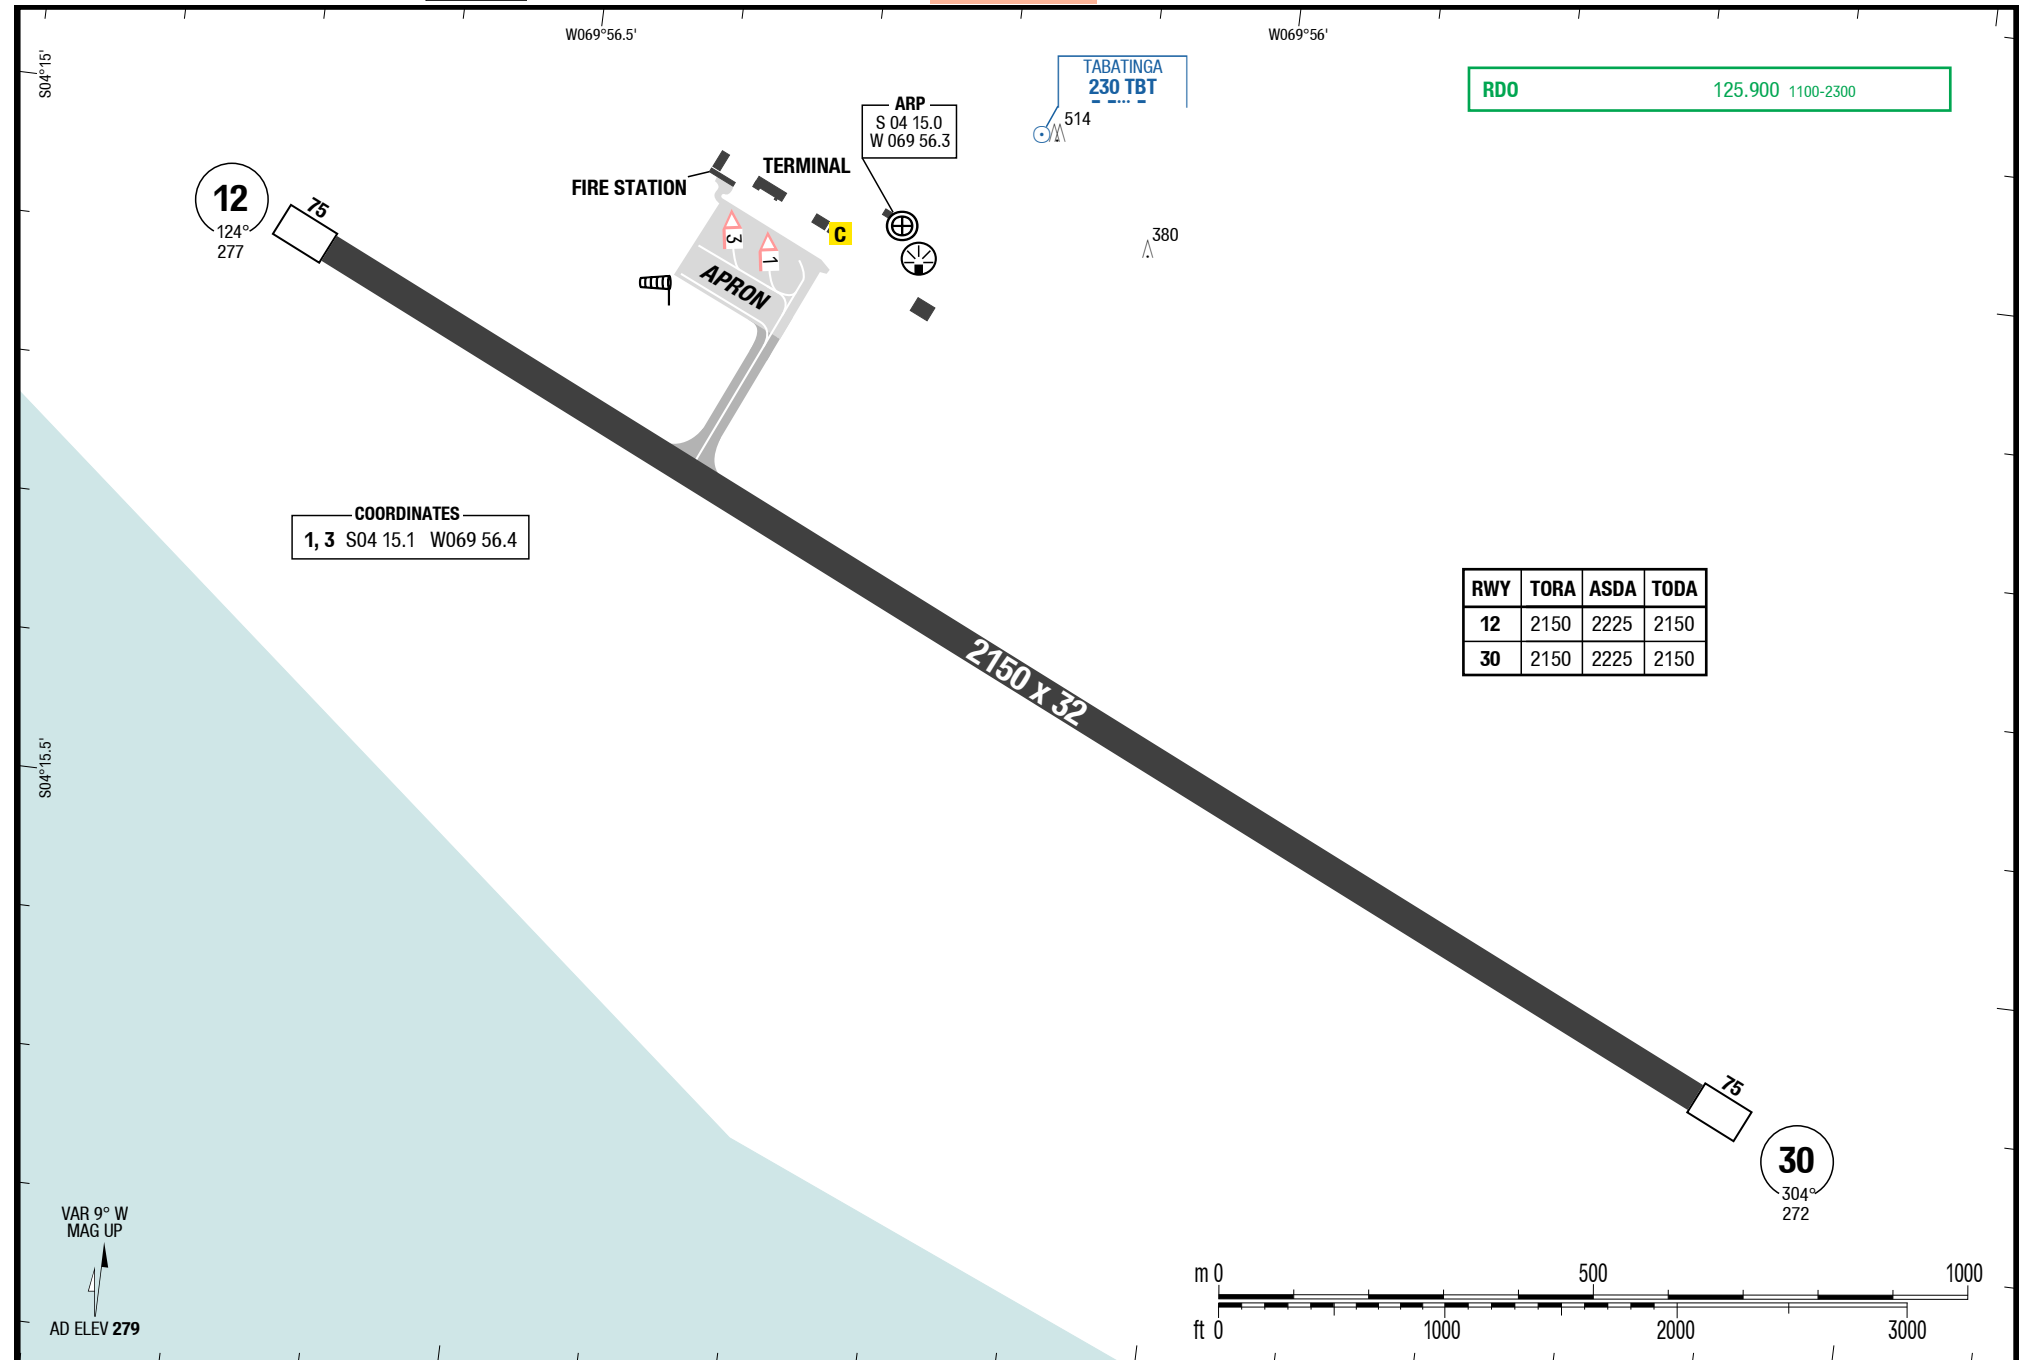 W069°56.5'
W069°56'
S04°15'
TABATINGA
230 TBT
514
RDO 125.900 1100-2300
ARP
S 04 15.0
W 069 56.3
TERMINAL
FIRE STATION
12
124°
277
75
3
1
C
380
APRON
COORDINATES
1, 3 S04 15.1 W069 56.4
RWY TORA ASDA TODA
12 2150 2225 2150
30 2150 2225 2150
2150 x 32
S04°15.5'
75
30
304°
272
VAR 9° W
MAG UP
AD ELEV 279
m 0 500 1000
ft 0 1000 2000 3000